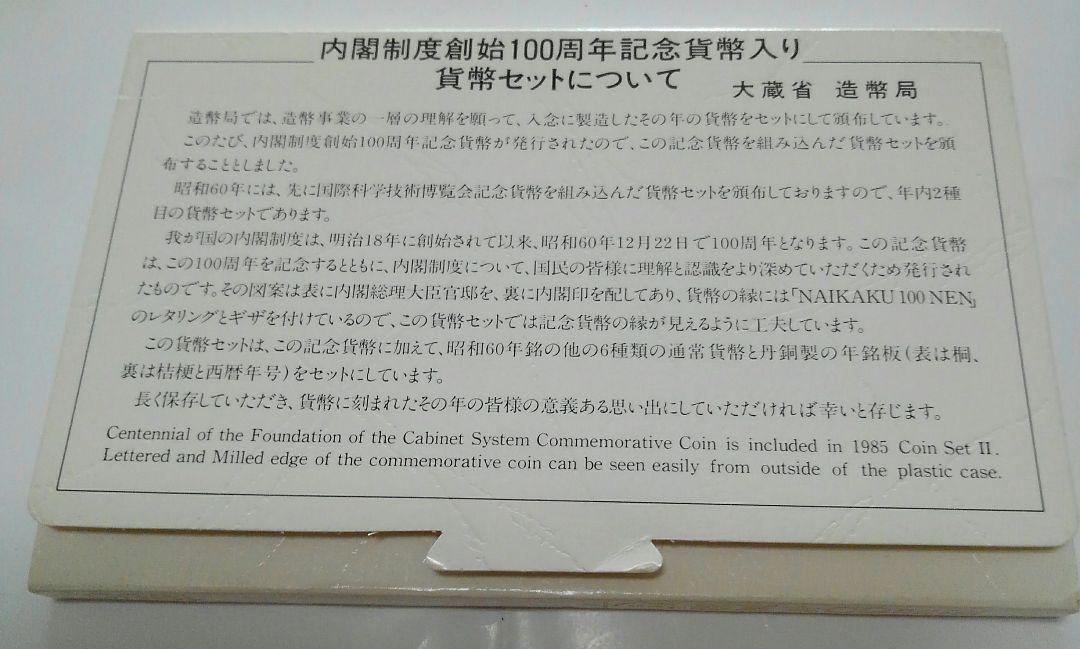 内閣制度創始100周年記念貨幣入り
貨幣セットについて
大蔵省 造幣局
造幣局では、造幣事業の一層の理解を願って、入念に製造したその年の貨幣をセットにして頒布しています。
このたび、内閣制度創始100周年記念貨幣が発行されたので、この記念貨幣を組み込んだ貨幣セットを頒
布することとしました。
昭和60年には、先に国際科学技術博覧会記念貨幣を組み込んだ貨幣セットを頒布しておりますので、年内2種
目の貨幣セットであります。
我が国の内閣制度は、明治18年に創始されて以来、昭和60年12月22日で100周年となります。この記念貨幣
は、この100周年を記念するとともに、内閣制度について、国民の皆様に理解と認識をより深めていただくため発行され
たものです。その図案は表に内閣総理大臣官邸を、裏に内閣印を配してあり、貨幣の縁には「NAIKAKU 100 NEN」
のレタリングとギザを付けているので、この貨幣セットでは記念貨幣の縁が見えるように工夫しています。
この貨幣セットは、この記念貨幣に加えて、昭和60年銘の他の6種類の通常貨幣と丹銅製の年銘板(表は桐、
裏は桔梗と西暦年号)をセットにしています。
長く保存していただき、貨幣に刻まれたその年の皆様の意義ある思い出にしていただければ幸いと存じます。
Centennial of the Foundation of the Cabinet System Commemorative Coin is included in 1985 Coin Set II.
Lettered and Milled edge of the commemorative coin can be seen easily from outside of the plastic case.